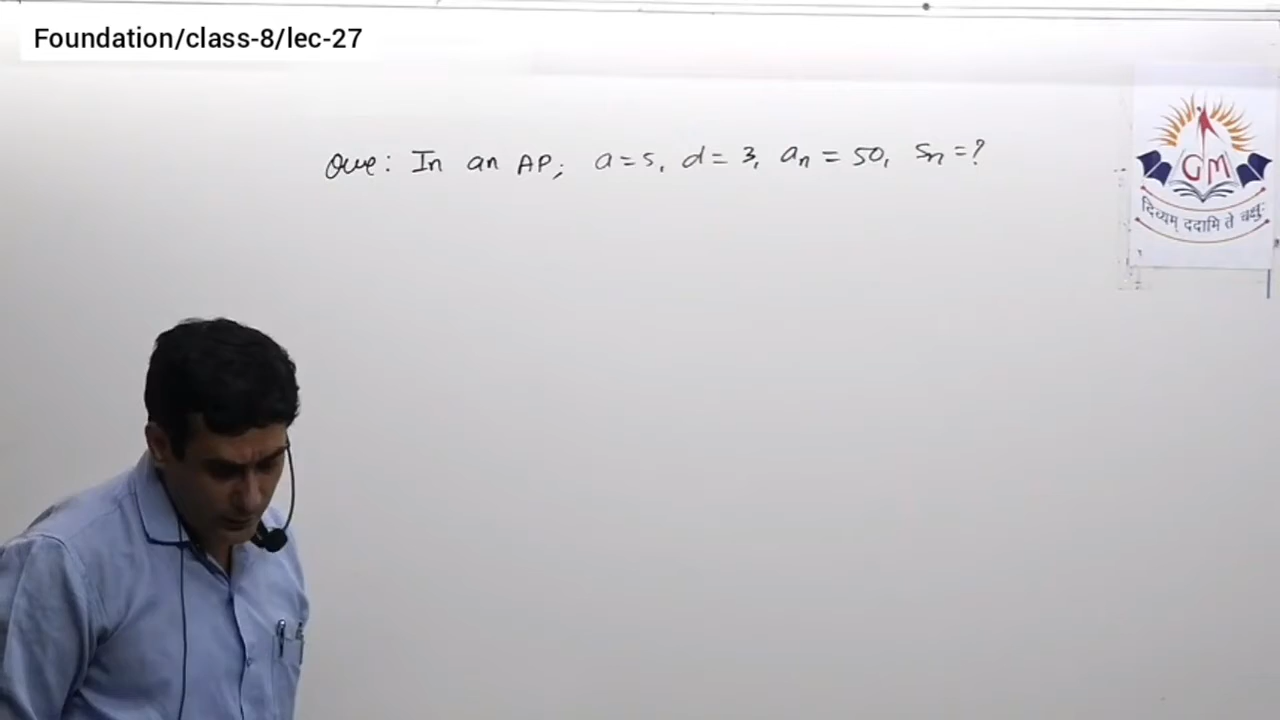 Foundation/class-8/lec-27
Que: In an AP; a=5, d=3, aₙ=50, Sₙ=?
GM
दिव्यम् ददामि ते चक्षुः